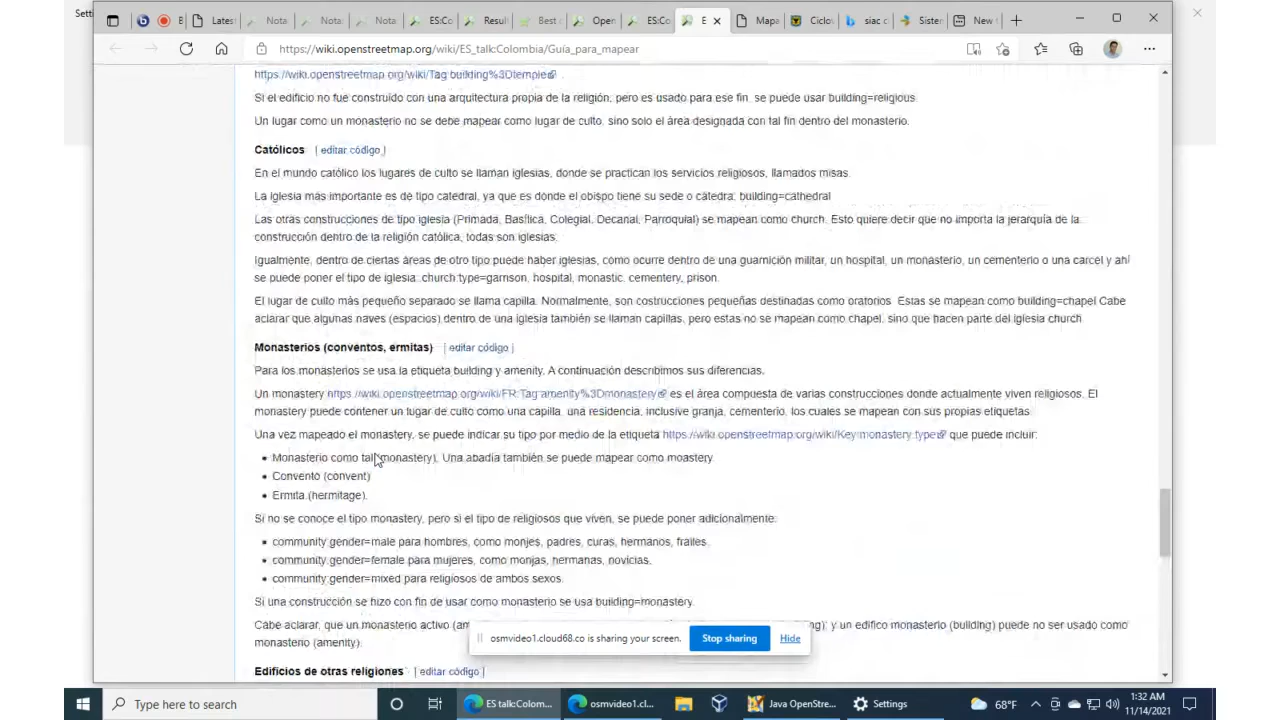 Setti
E
Latest
Nota
Nota
Nota
ES:Co
Resul
Best c
Open
ES:Co
E
Mapa
Ciclov
siac c
Sister
New t
https://wiki.openstreetmap.org/wiki/ES_talk:Colombia/Guía_para_mapear
https://wiki.openstreetmap.org/wiki/Tag:building%3Dtemple .
Si el edificio no fue construído con una arquitectura propia de la religión, pero es usado para ese fin, se puede usar building=religious.
Un lugar como un monasterio no se debe mapear como lugar de culto, sino solo el área designada con tal fin dentro del monasterio.
Católicos [ editar código ]
En el mundo católico los lugares de culto se llaman iglesias, donde se practican los servicios religiosos, llamados misas.
La iglesia más importante es de tipo catedral, ya que es donde el obispo tiene su sede o cátedra: building=cathedral
Las otras construcciones de tipo iglesia (Primada, Basílica, Colegial, Decanal, Parroquial) se mapean como church. Esto quiere decir que no importa la jerarquía de la
construcción dentro de la religión católica, todas son iglesias.
Igualmente, dentro de ciertas áreas de otro tipo puede haber iglesias, como ocurre dentro de una guarnición militar, un hospital, un monasterio, un cementerio o una carcel y ahí
se puede poner el tipo de iglesia: church:type=garnson, hospital, monastic, cementery, prison.
El lugar de culto más pequeño separado se llama capilla. Normalmente, son costrucciones pequeñas destinadas como oratorios. Estas se mapean como building=chapel Cabe
aclarar que algunas naves (espacios) dentro de una iglesia también se llaman capillas, pero estas no se mapean como chapel, sino que hacen parte del iglesia church.
Monasterios (conventos, ermitas) [ editar código ]
Para los monasterios se usa la etiqueta building y amenity. A continuación describimos sus diferencias.
Un monastery https://wiki.openstreetmap.org/wiki/FR:Tag:amenity%3Dmonastery/ es el área compuesta de varias construcciones donde actualmente viven religiosos. El
monastery puede contener un lugar de culto como una capilla, una residencia, inclusive granja, cementerio, los cuales se mapean con sus propias etiquetas.
Una vez mapeado el monastery, se puede indicar su tipo por medio de la etiqueta https://wiki.openstreetmap.org/wiki/Key:monastery:type que puede incluir:
• Monasterio como tal (monastery). Una abadía también se puede mapear como moastery.
• Convento (convent)
• Ermita (hermitage).
Si no se conoce el tipo monastery, pero si el tipo de religiosos que viven, se puede poner adicionalmente:
• community:gender=male para hombres, como monjes, padres, curas, hermanos, frailes.
• community:gender=female para mujeres, como monjas, hermanas, novicias.
• community:gender=mixed para religiosos de ambos sexos.
Si una construcción se hizo con fin de usar como monasterio se usa building=monastery.
Cabe aclarar, que un monasterio activo (am ng), y un edifico monasterio (building) puede no ser usado como
monasterio (amenity).
osmvideo1.cloud68.co is sharing your screen. Stop sharing Hide
Edificios de otras religiones [ editar código ]
Type here to search
ES talk:Colom...
osmvideo1.cl...
Java OpenStre...
Settings
68°F
1:32 AM
11/14/2021